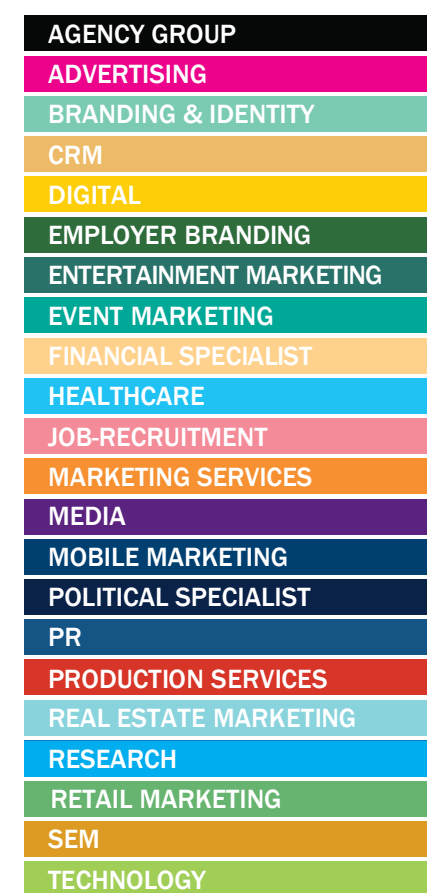 AGENCY GROUP
ADVERTISING
BRANDING & IDENTITY
CRM
DIGITAL
EMPLOYER BRANDING
ENTERTAINMENT MARKETING
EVENT MARKETING
FINANCIAL SPECIALIST
HEALTHCARE
JOB-RECRUITMENT
MARKETING SERVICES
MEDIA
MOBILE MARKETING
POLITICAL SPECIALIST
PR
PRODUCTION SERVICES
REAL ESTATE MARKETING
RESEARCH
RETAIL MARKETING
SEM
TECHNOLOGY